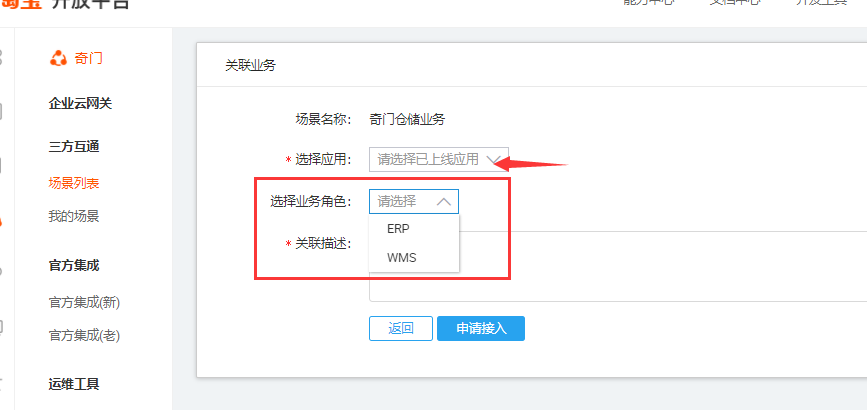 淘宝 开放平台
能力中心 文档中心 开发工具
奇门
企业云网关
三方互通
场景列表
我的场景
官方集成
官方集成(新)
官方集成(老)
运维工具
关联业务
场景名称： 奇门仓储业务
* 选择应用： 请选择已上线应用
选择业务角色： 请选择
ERP
* 关联描述：
WMS
返回 申请接入